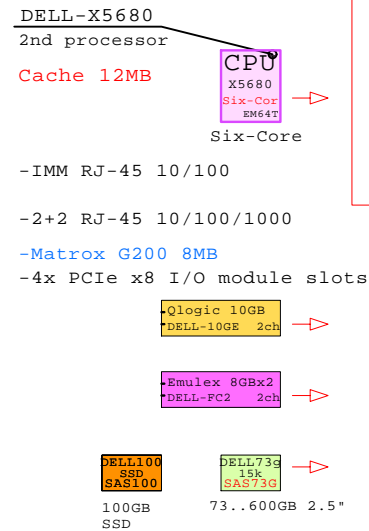 DELL-X5680
2nd processor
Cache 12MB
CPU
X5680
Six-Cor
EM64T
Six-Core
-IMM RJ-45 10/100
-2+2 RJ-45 10/100/1000
-Matrox G200 8MB
-4x PCIe x8 I/O module slots
Qlogic 10GB
DELL-10GE 2ch
Emulex 8GBx2
DELL-FC2 2ch
DELL100
SSD
SAS100
100GB
SSD
DELL73g
15k
SAS73G
73..600GB 2.5"